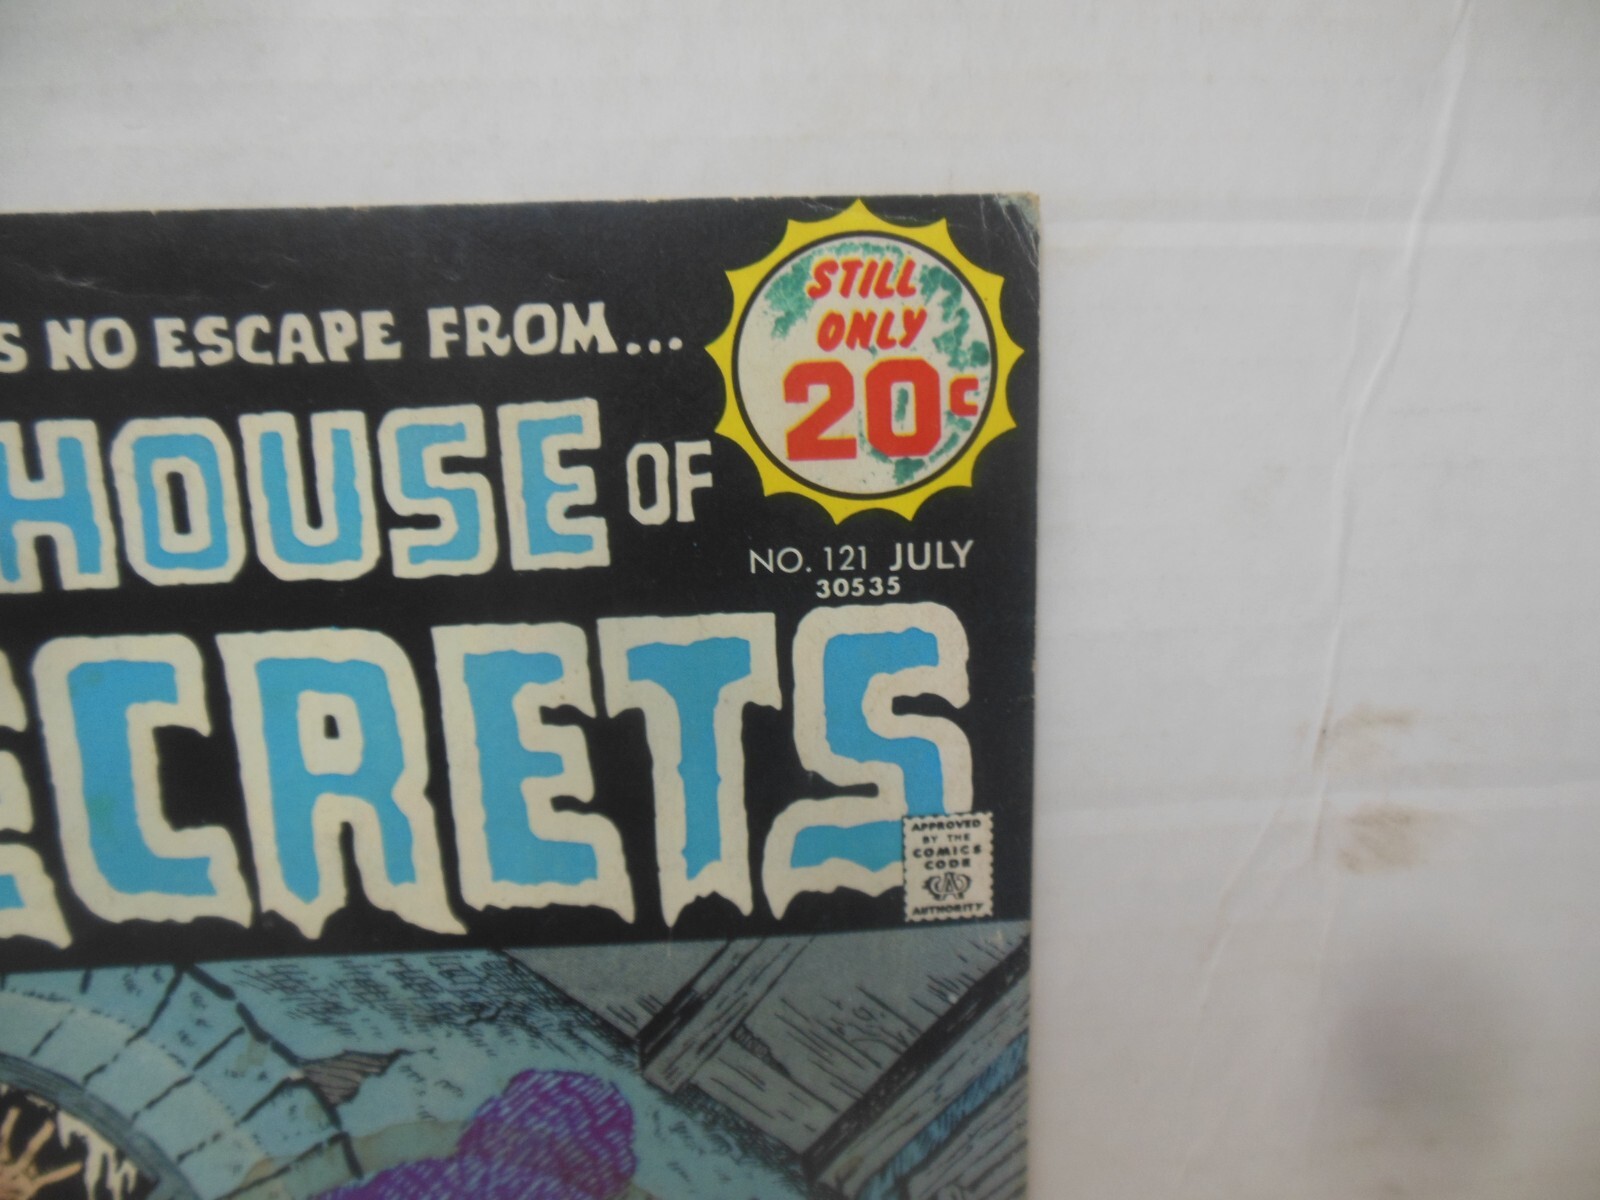 S NO ESCAPE FROM...
STILL
ONLY
20¢
HOUSE OF
NO. 121 JULY
30535
ECRETS
APPROVED
BY THE
COMICS
CODE
CA
AUTHORITY